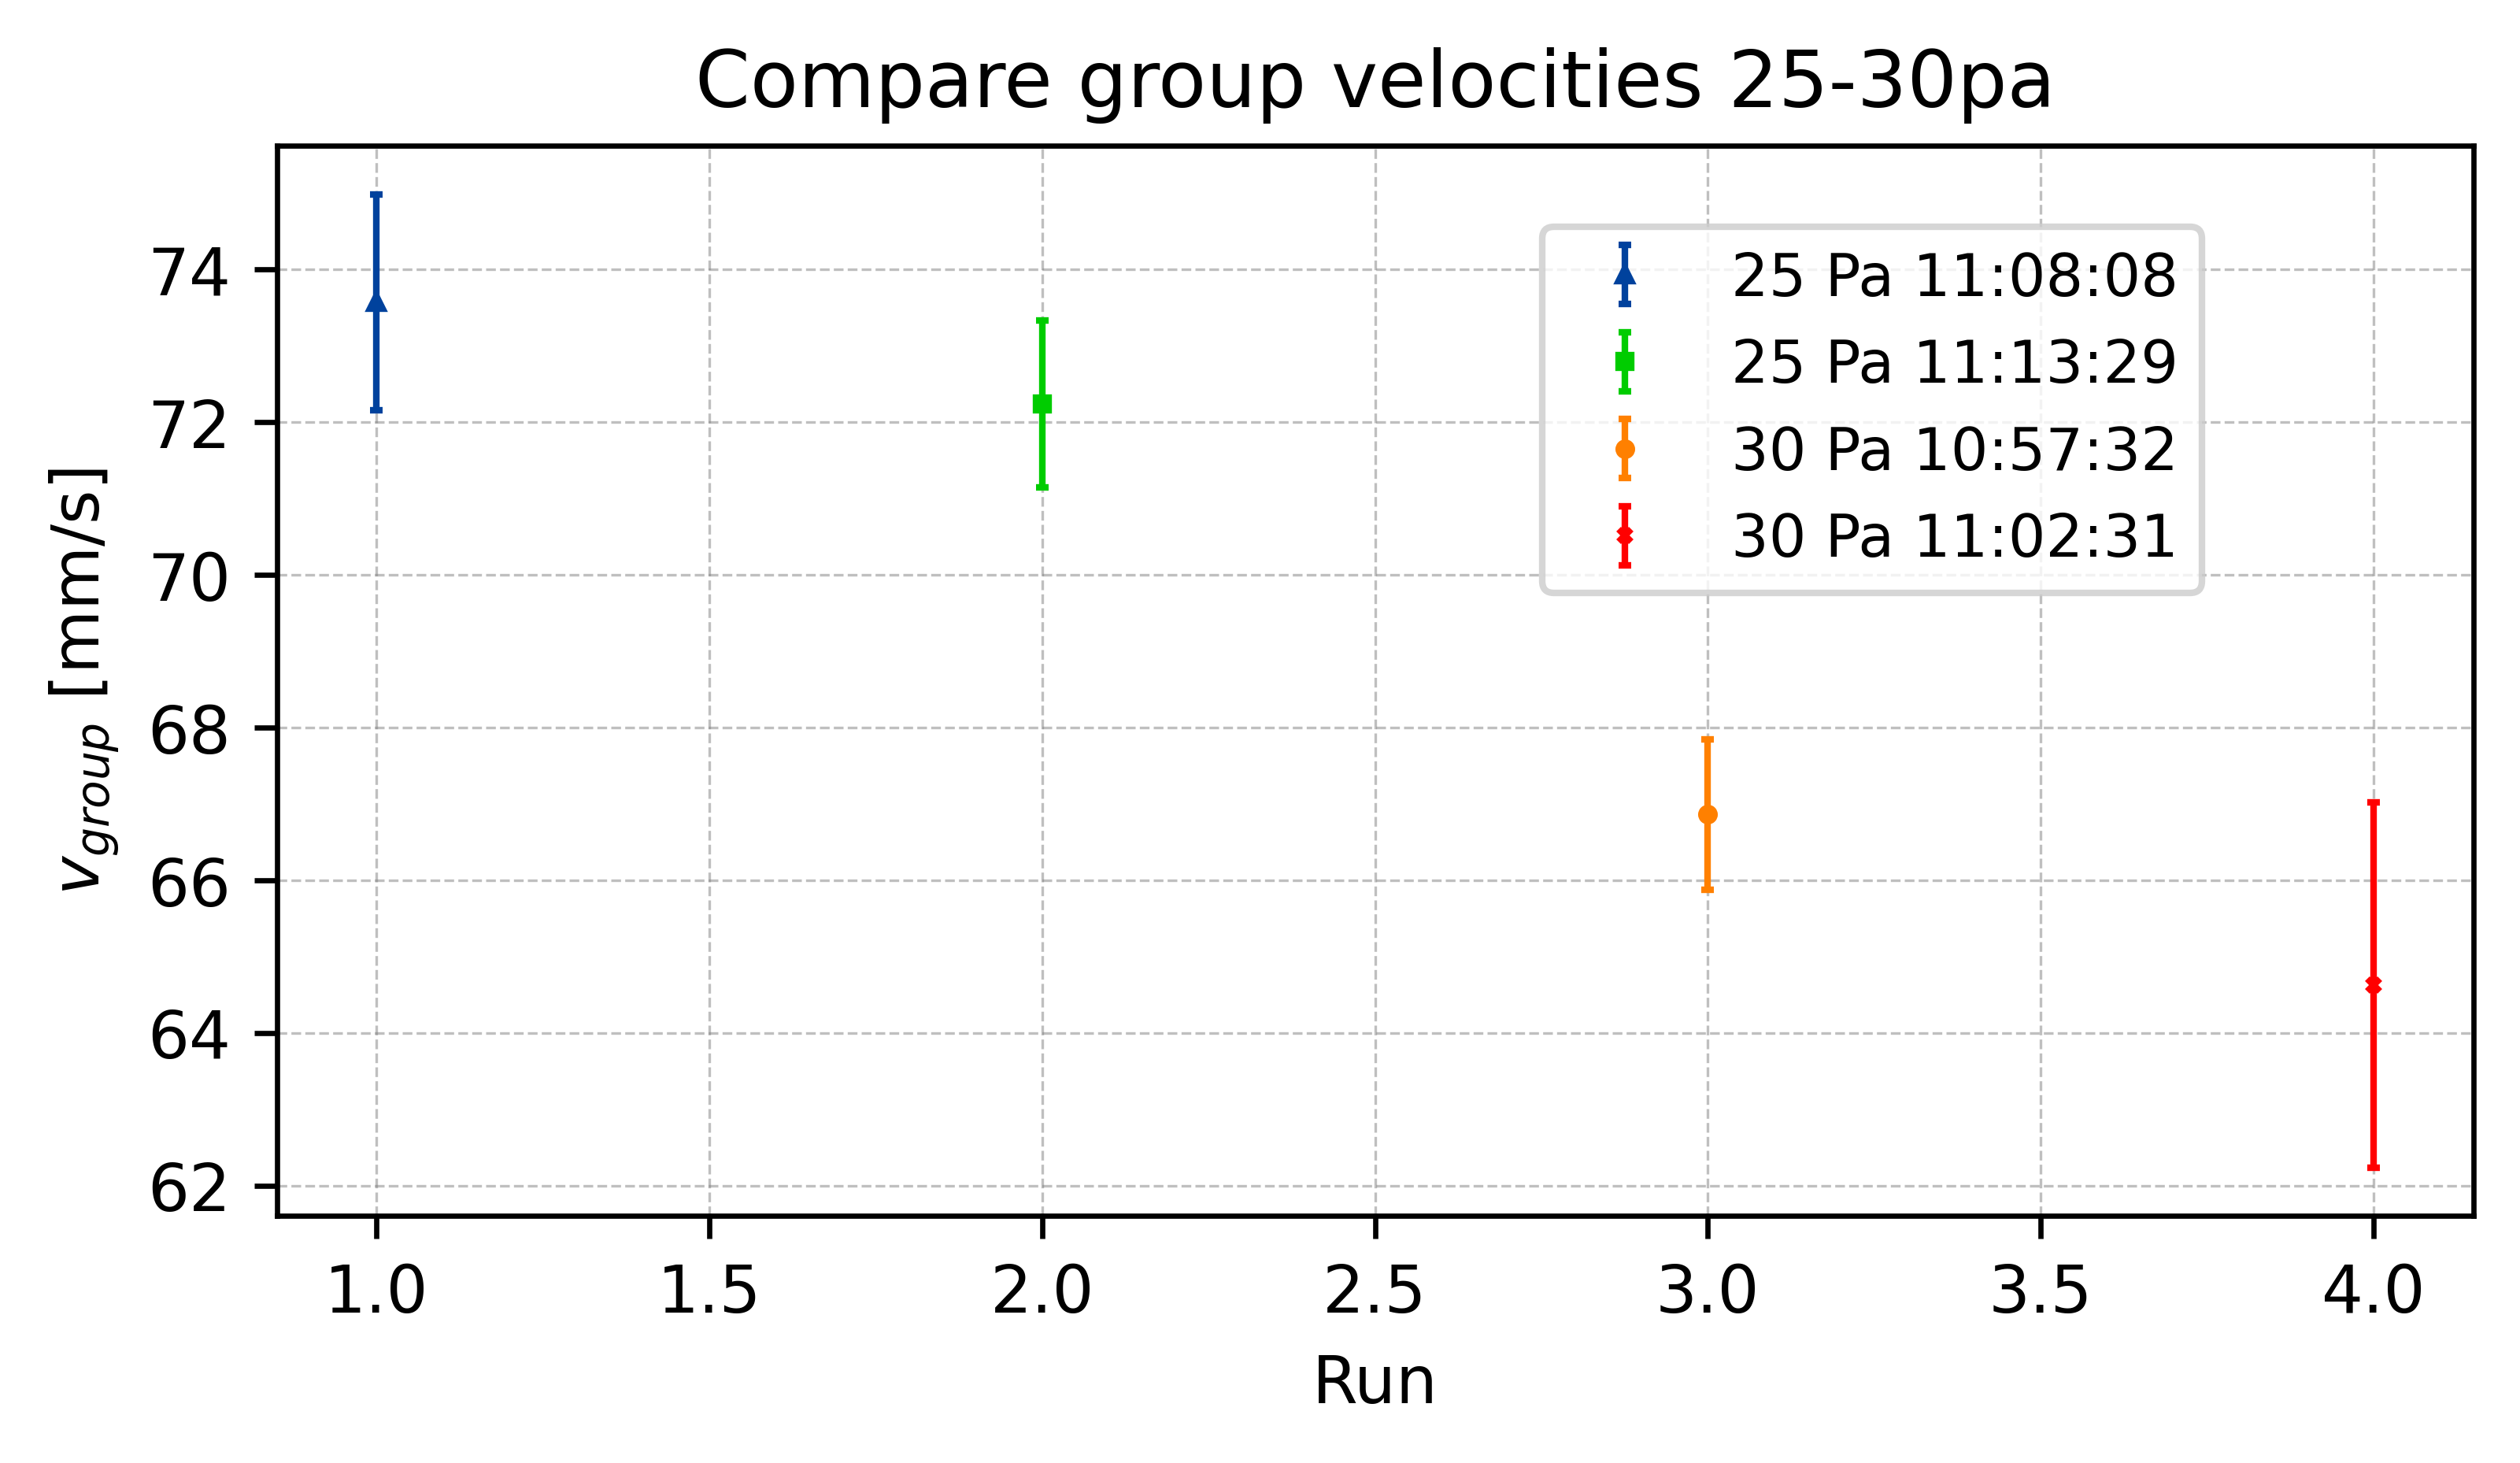 Compare group velocities 25-30pa
v_group [mm/s]
74
72
70
68
66
64
62
25 Pa 11:08:08
25 Pa 11:13:29
30 Pa 10:57:32
30 Pa 11:02:31
1.0 1.5 2.0 2.5 3.0 3.5 4.0
Run